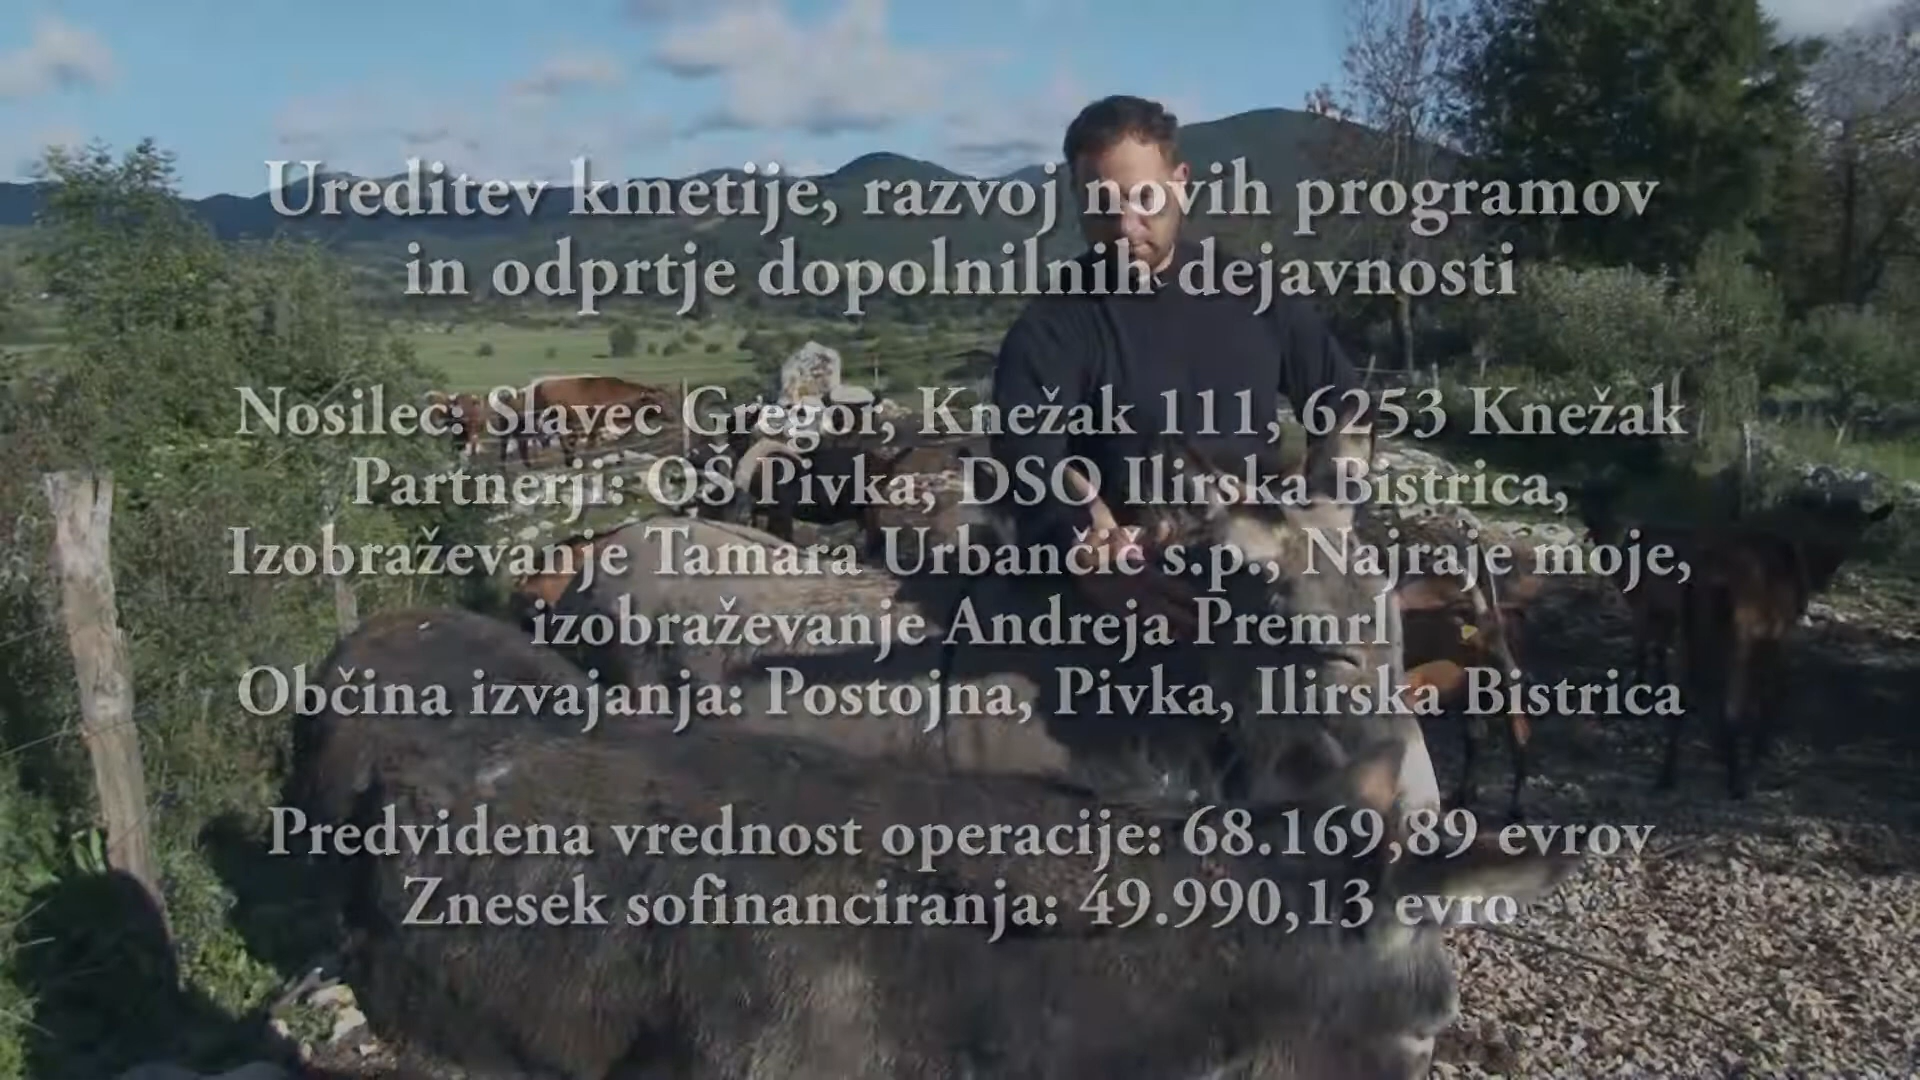 Ureditev kmetije, razvoj novih programov
in odprtje dopolnilnih dejavnosti
Nosilec: Slavec Gregor, Knežak 111, 6253 Knežak
Partnerji: OŠ Pivka, DSO Ilirska Bistrica,
Izobraževanje Tamara Urbančič s.p., Najraje moje,
izobraževanje Andreja Premrl
Občina izvajanja: Postojna, Pivka, Ilirska Bistrica
Predvidena vrednost operacije: 68.169,89 evrov
Znesek sofinanciranja: 49.990,13 evro